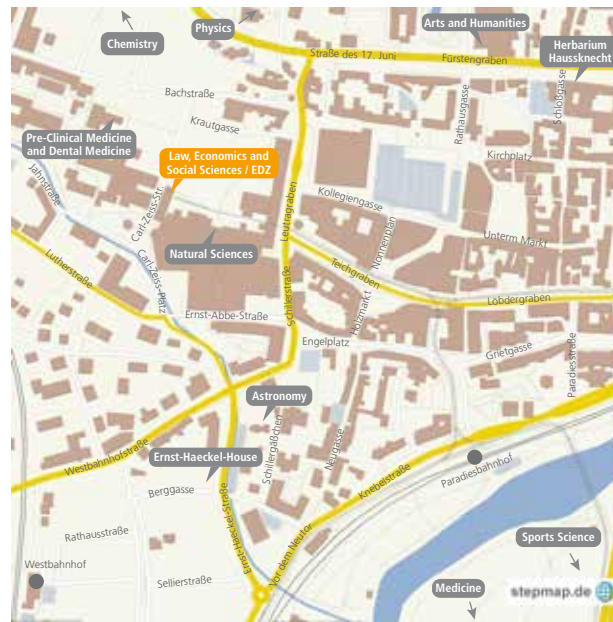 Arts and Humanities
Physics
Chemistry
Herbarium
Haussknecht
Straße des 17. Juni
Fürstengraben
Bachstraße
Schloßgasse
Rathausgasse
Krautgasse
Pre-Clinical Medicine
and Dental Medicine
Law, Economics and
Social Sciences / EDZ
Kirchplatz
Jahnstraße
Carl-Zeiss-Str.
Kollegiengasse
Leutragraben
Nonnenplan
Unterm Markt
Natural Sciences
Lutherstraße
Carl-Zeiss-Platz
Teichgraben
Löbdergraben
Schillerstraße
Holzmarkt
Ernst-Abbe-Straße
Engelplatz
Grietgasse
Paradiesstraße
Astronomy
Westbahnhofstraße
Ernst-Haeckel-House
Schillergäßchen
Neugasse
Paradiesbahnhof
Knebelstraße
Berggasse
Ernst-Haeckel-Straße
Rathausstraße
Vor dem Neutor
Sports Science
Westbahnhof
Sellierstraße
Medicine
stepmap.de